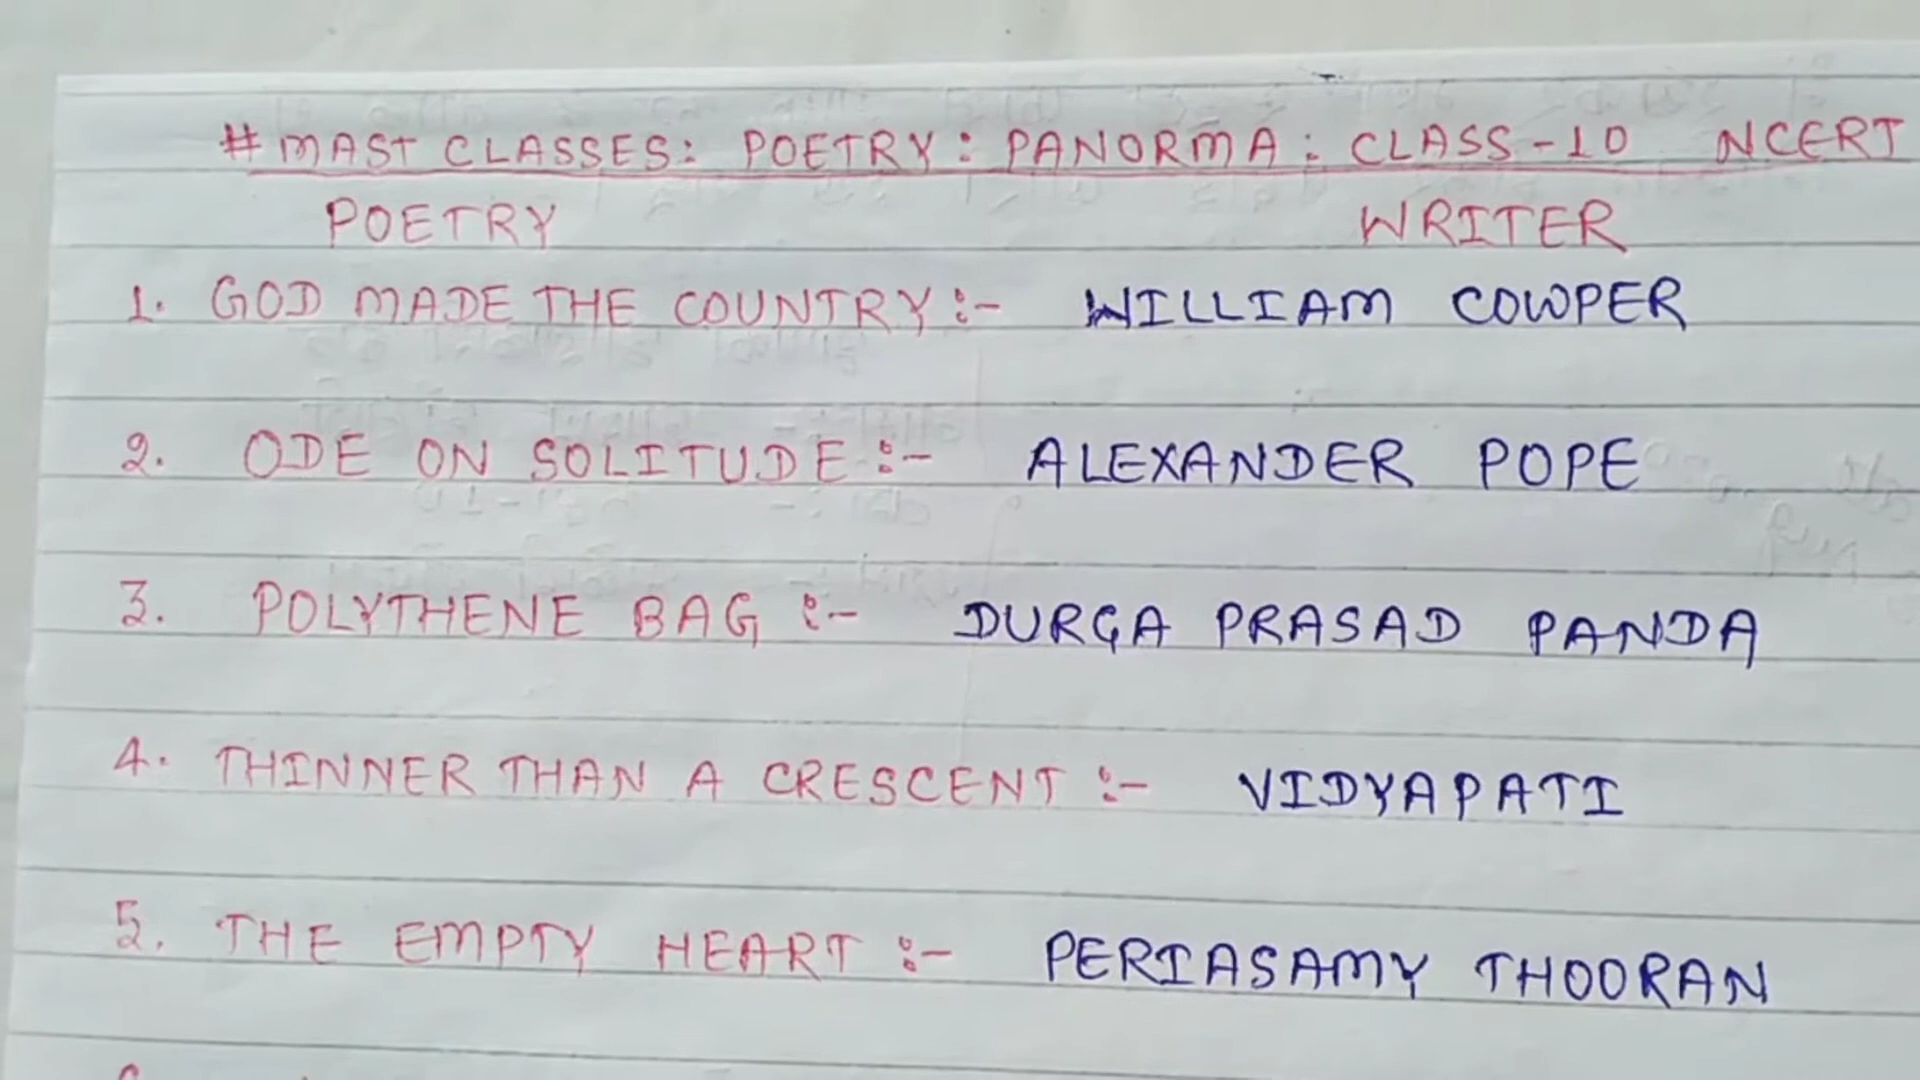 # MAST CLASSES: POETRY: PANORMA: CLASS-10 NCERT
POETRY WRITER
1. GOD MADE THE COUNTRY:- WILLIAM COWPER
2. ODE ON SOLITUDE:- ALEXANDER POPE
3. POLYTHENE BAG:- DURGA PRASAD PANDA
4. THINNER THAN A CRESCENT:- VIDYAPATI
5. THE EMPTY HEART:- PERIASAMY THOORAN